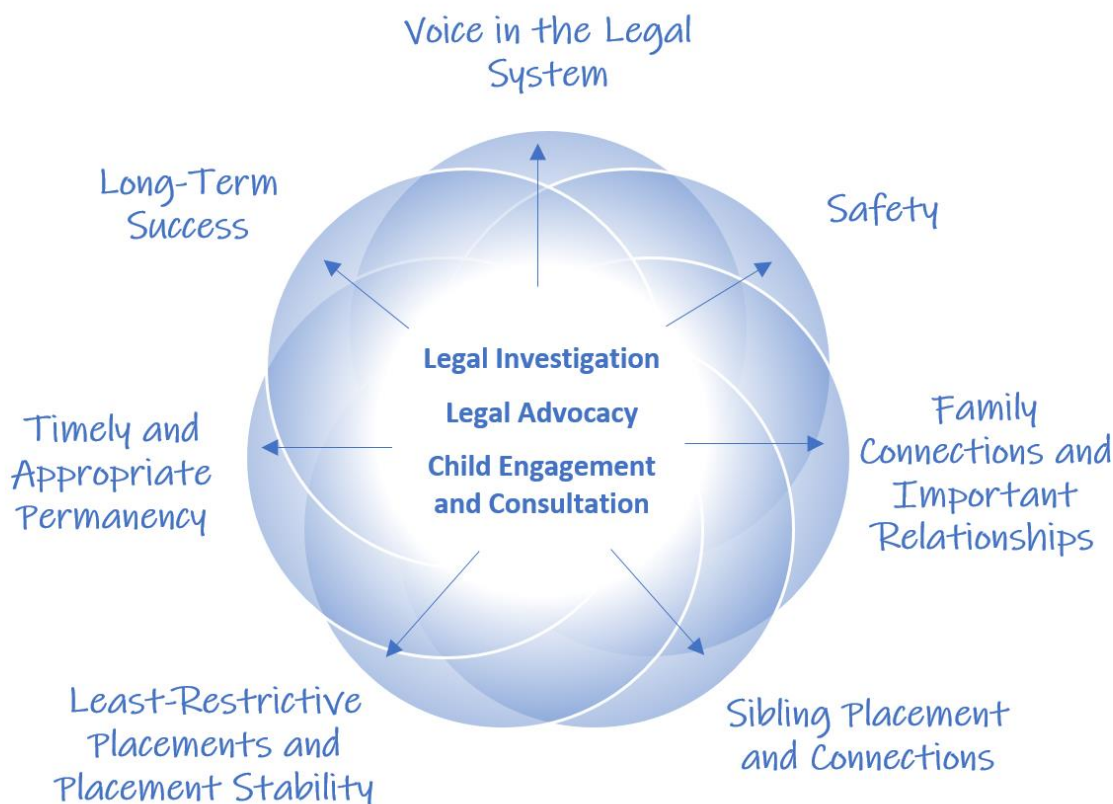 Voice in the Legal
System
Long-Term
Success
Safety
Legal Investigation
Legal Advocacy
Child Engagement
and Consultation
Timely and
Appropriate
Permanency
Family
Connections and
Important
Relationships
Least-Restrictive
Placements and
Placement Stability
Sibling Placement
and Connections